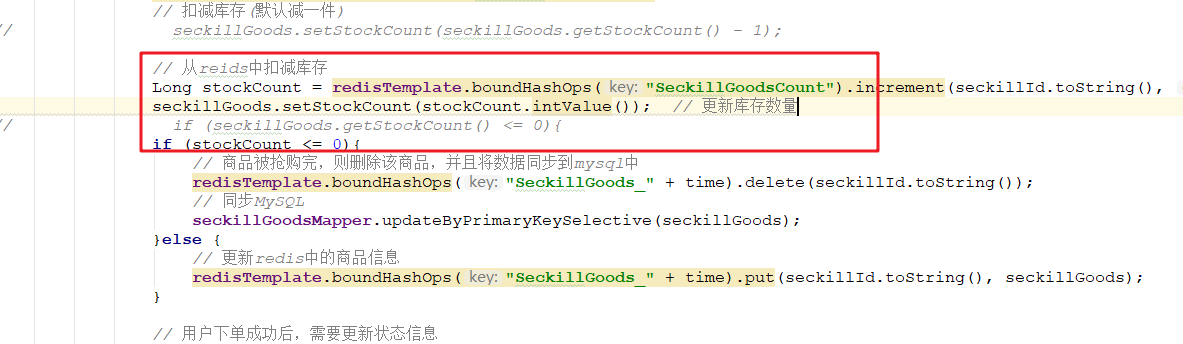 // 扣减库存(默认减一件)
// seckillGoods.setStockCount(seckillGoods.getStockCount() - 1);
// 从reids中扣减库存
Long stockCount = redisTemplate.boundHashOps( key: "SeckillGoodsCount").increment(seckillId.toString(),
seckillGoods.setStockCount(stockCount.intValue()); // 更新库存数量
// if (seckillGoods.getStockCount() <= 0){
if (stockCount <= 0){
// 商品被抢购完，则删除该商品，并且将数据同步到mysql中
redisTemplate.boundHashOps( key: "SeckillGoods_" + time).delete(seckillId.toString());
// 同步MySQL
seckillGoodsMapper.updateByPrimaryKeySelective(seckillGoods);
}else {
// 更新redis中的商品信息
redisTemplate.boundHashOps( key: "SeckillGoods_" + time).put(seckillId.toString(), seckillGoods);
}
// 用户下单成功后，需要更新状态信息